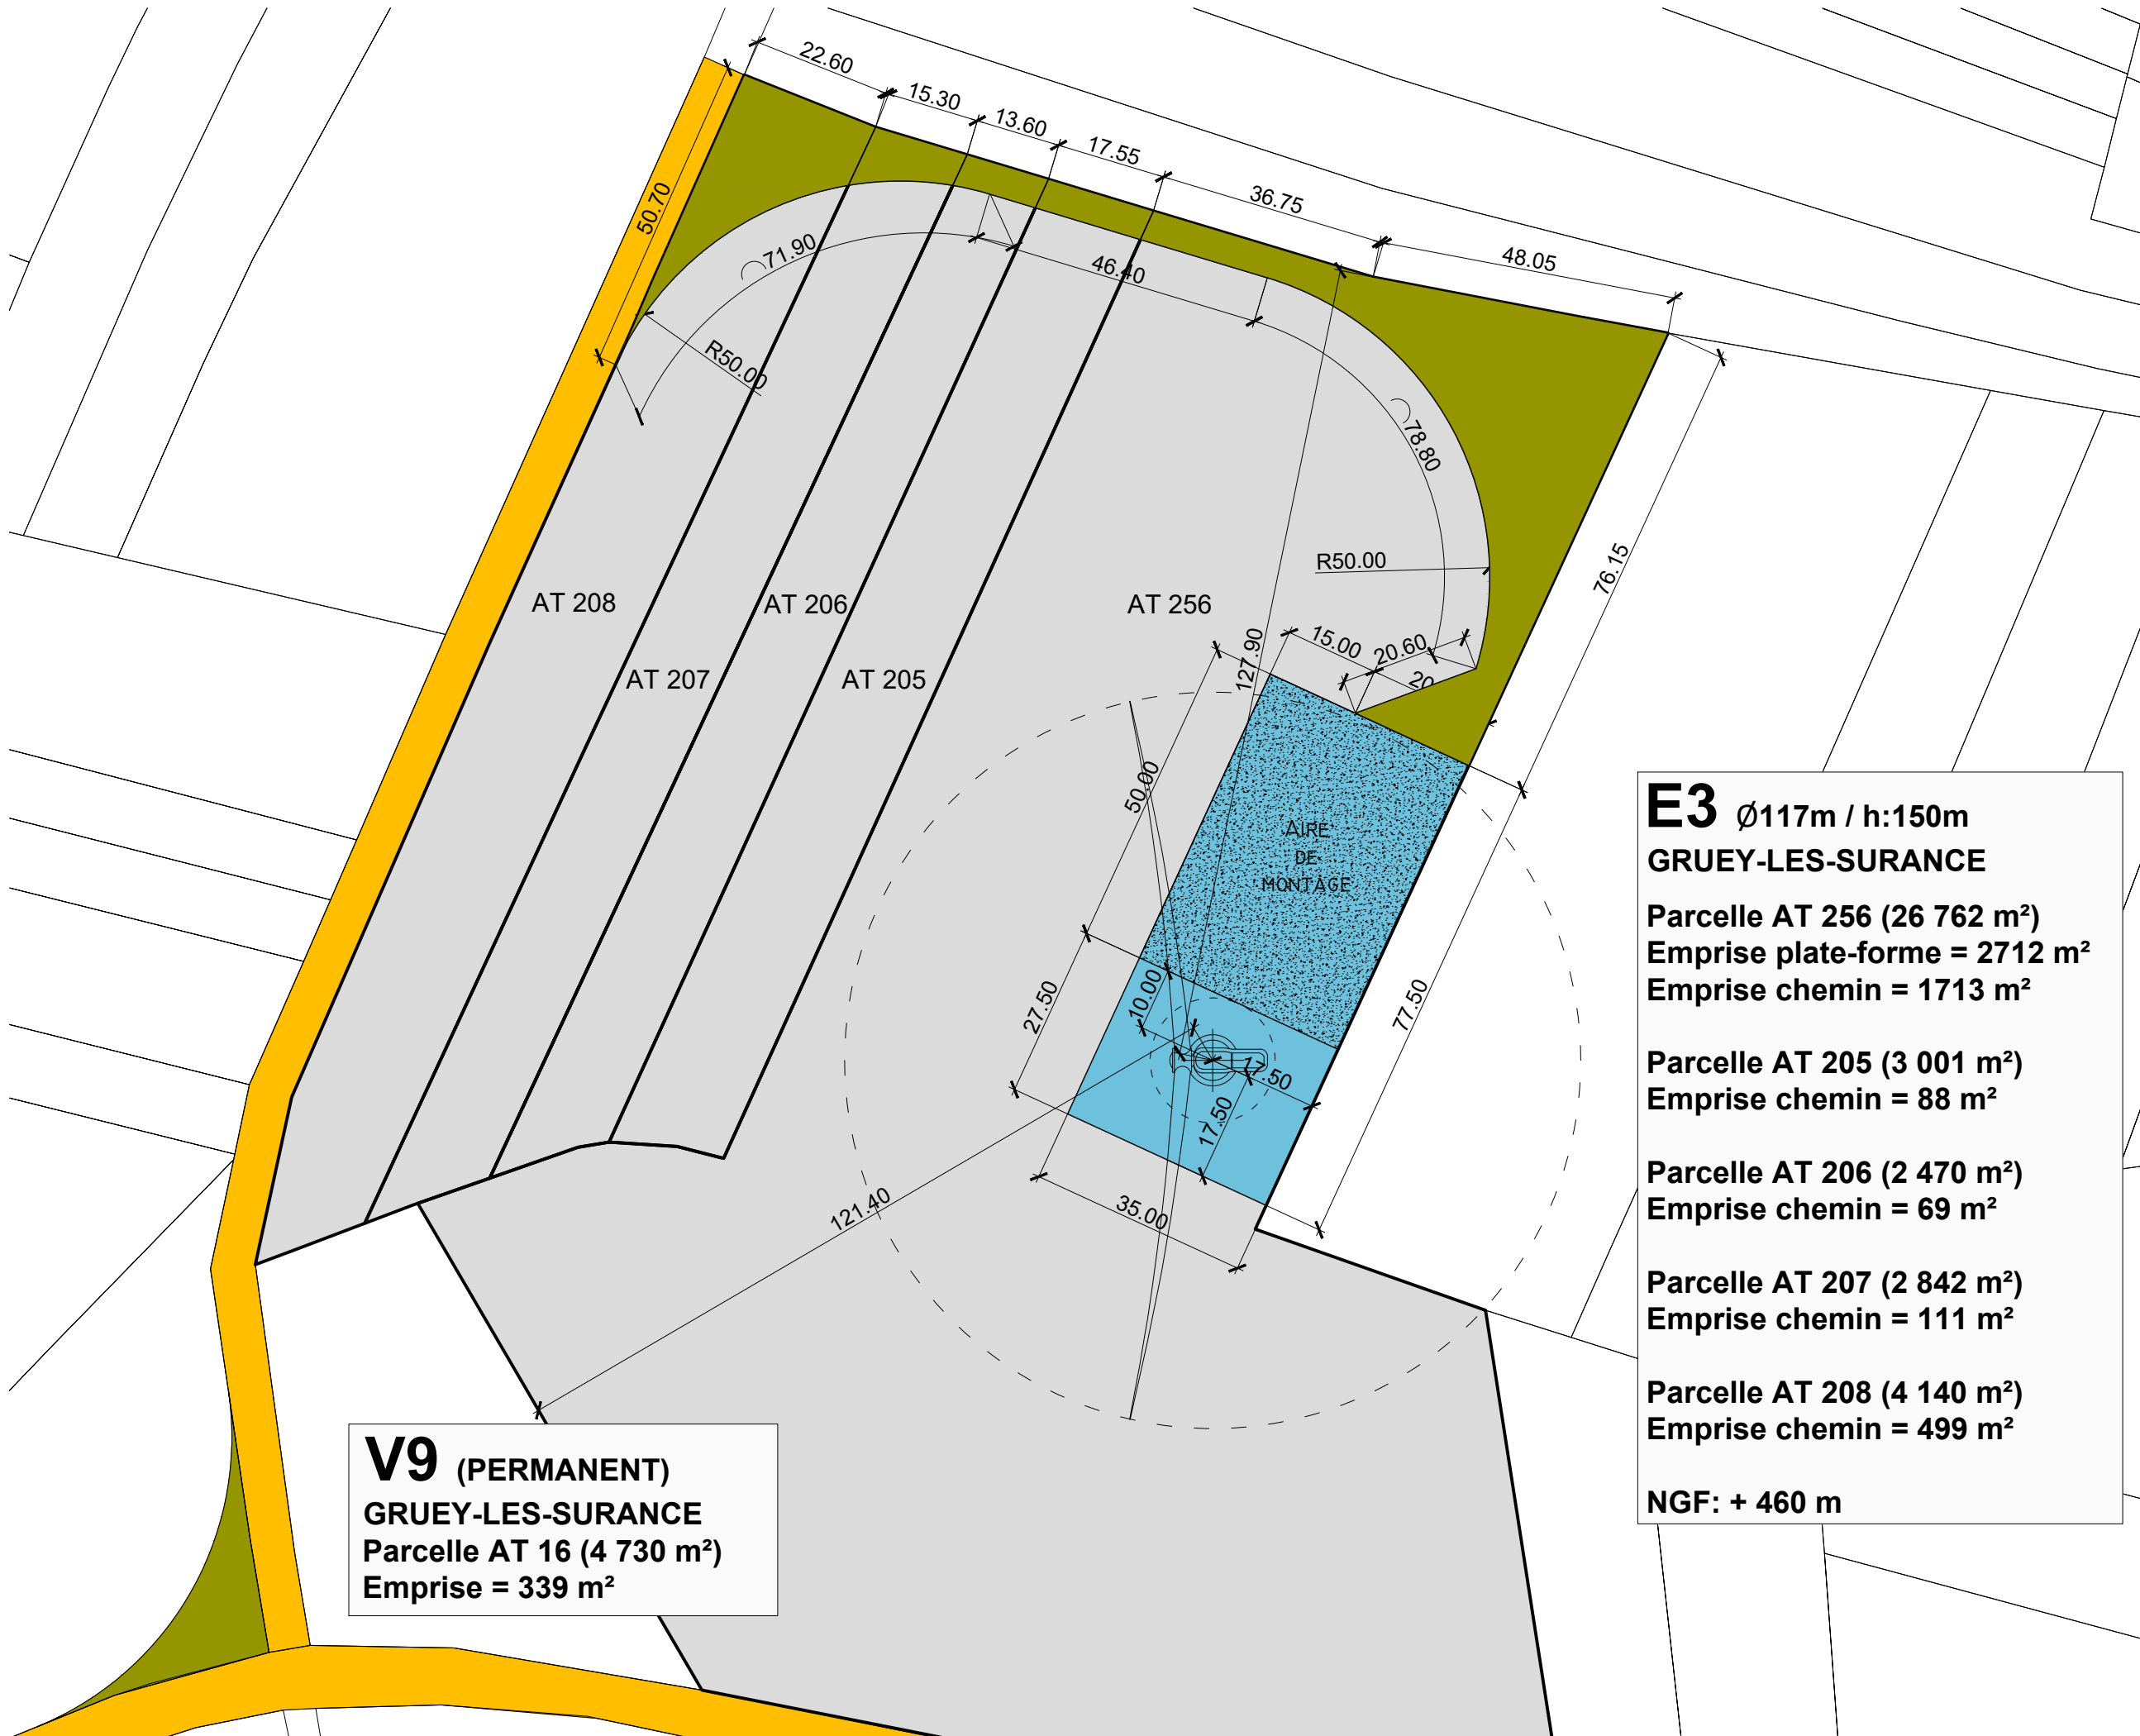 22.60
15.30
13.60
17.55
36.75
48.05
50.70
71.90
46.40
R50.00
78.80
R50.00
76.15
AT 208
AT 206
AT 256
AT 207
AT 205
127.90
15.00
20.60
20
50.00
AIRE
DE
MONTAGE
27.50
10.00
17.50
17.50
77.50
121.40
35.00
E3 Ø117m / h:150m
GRUEY-LES-SURANCE
Parcelle AT 256 (26 762 m²)
Emprise plate-forme = 2712 m²
Emprise chemin = 1713 m²
Parcelle AT 205 (3 001 m²)
Emprise chemin = 88 m²
Parcelle AT 206 (2 470 m²)
Emprise chemin = 69 m²
Parcelle AT 207 (2 842 m²)
Emprise chemin = 111 m²
Parcelle AT 208 (4 140 m²)
Emprise chemin = 499 m²
NGF: + 460 m
V9 (PERMANENT)
GRUEY-LES-SURANCE
Parcelle AT 16 (4 730 m²)
Emprise = 339 m²